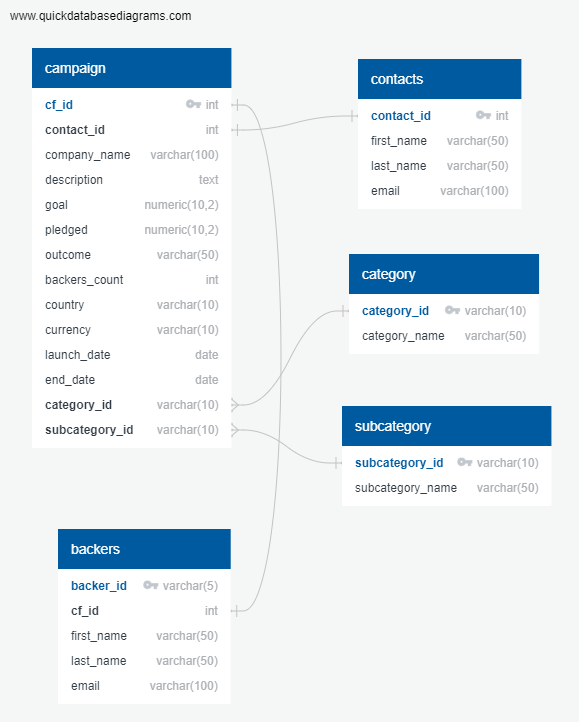 www.quickdatabasediagrams.com
campaign
cf_id int
contact_id int
company_name varchar(100)
description text
goal numeric(10,2)
pledged numeric(10,2)
outcome varchar(50)
backers_count int
country varchar(10)
currency varchar(10)
launch_date date
end_date date
category_id varchar(10)
subcategory_id varchar(10)
contacts
contact_id int
first_name varchar(50)
last_name varchar(50)
email varchar(100)
category
category_id varchar(10)
category_name varchar(50)
subcategory
subcategory_id varchar(10)
subcategory_name varchar(50)
backers
backer_id varchar(5)
cf_id int
first_name varchar(50)
last_name varchar(50)
email varchar(100)